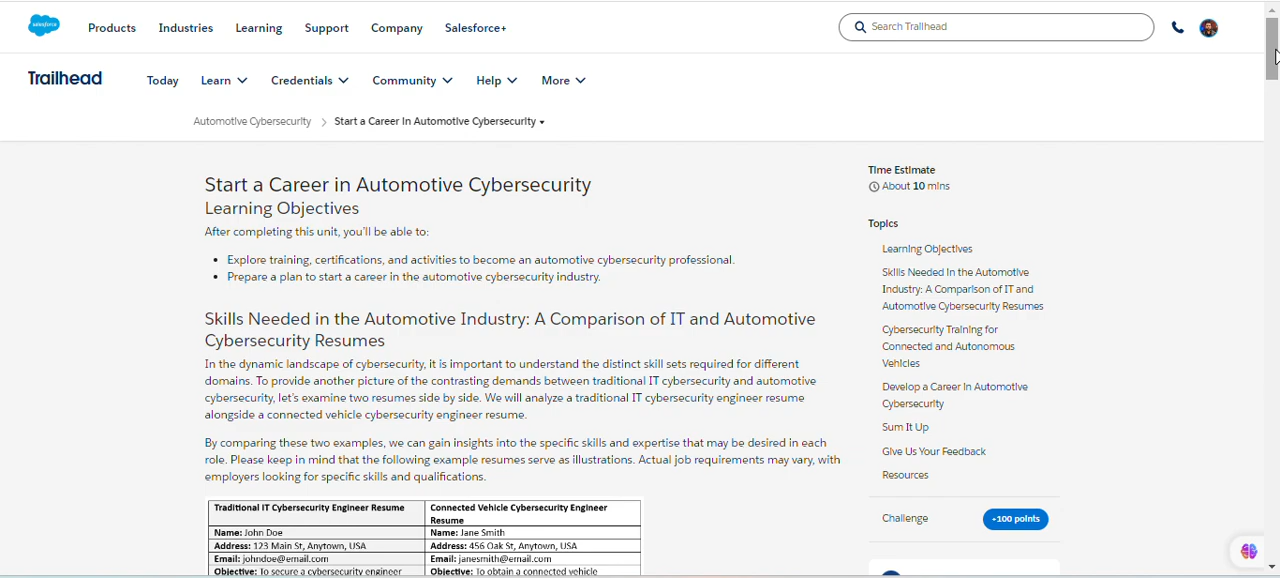 salesforce Products Industries Learning Support Company Salesforce+ Search Trailhead
Trailhead Today Learn Credentials Community Help More
Automotive Cybersecurity > Start a Career in Automotive Cybersecurity
Start a Career in Automotive Cybersecurity
Learning Objectives
After completing this unit, you'll be able to:
• Explore training, certifications, and activities to become an automotive cybersecurity professional.
• Prepare a plan to start a career in the automotive cybersecurity industry.
Skills Needed in the Automotive Industry: A Comparison of IT and Automotive
Cybersecurity Resumes
In the dynamic landscape of cybersecurity, it is important to understand the distinct skill sets required for different
domains. To provide another picture of the contrasting demands between traditional IT cybersecurity and automotive
cybersecurity, let's examine two resumes side by side. We will analyze a traditional IT cybersecurity engineer resume
alongside a connected vehicle cybersecurity engineer resume.
By comparing these two examples, we can gain insights into the specific skills and expertise that may be desired in each
role. Please keep in mind that the following example resumes serve as illustrations. Actual job requirements may vary, with
employers looking for specific skills and qualifications.
Traditional IT Cybersecurity Engineer Resume
Connected Vehicle Cybersecurity Engineer
Resume
Name: John Doe
Name: Jane Smith
Address: 123 Main St, Anytown, USA
Address: 456 Oak St, Anytown, USA
Email: johndoe@email.com
Email: janesmith@email.com
Objective: To secure a cybersecurity engineer
Objective: To obtain a connected vehicle
Time Estimate
About 10 mins
Topics
Learning Objectives
Skills Needed in the Automotive
Industry: A Comparison of IT and
Automotive Cybersecurity Resumes
Cybersecurity Training for
Connected and Autonomous
Vehicles
Develop a Career in Automotive
Cybersecurity
Sum It Up
Give Us Your Feedback
Resources
Challenge
+100 points